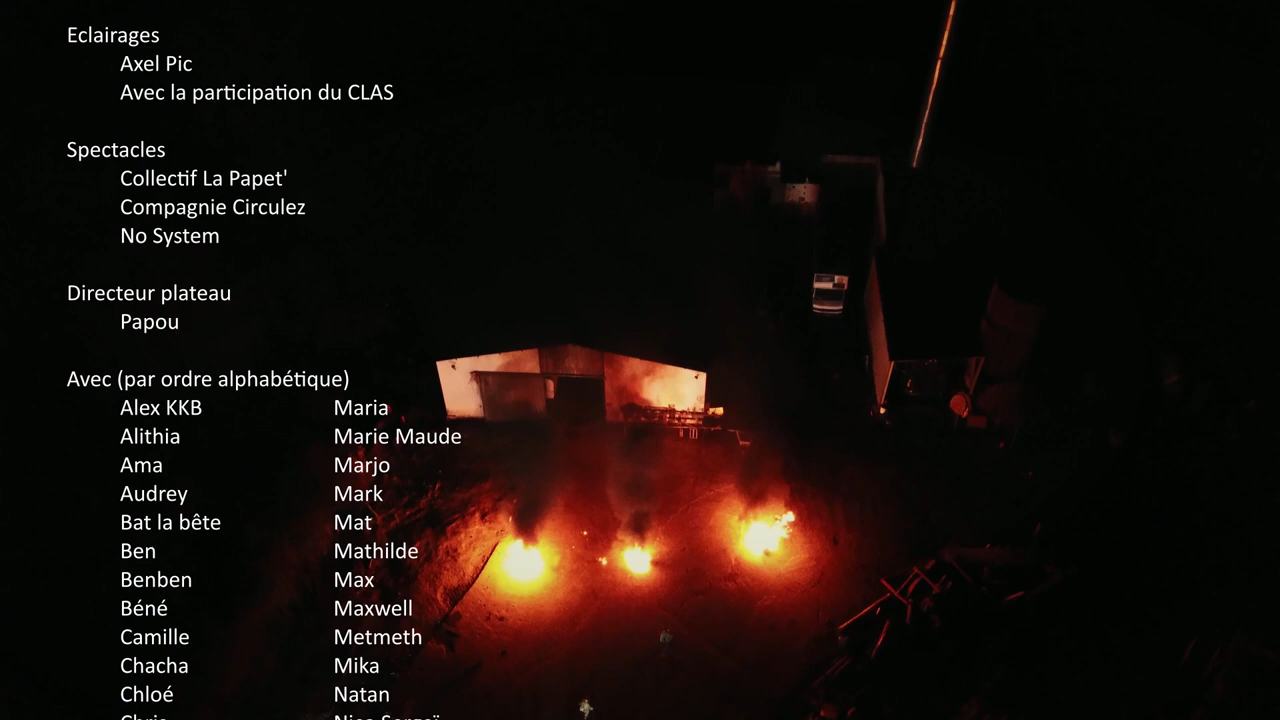 Eclairages
Axel Pic
Avec la participation du CLAS
Spectacles
Collectif La Papet'
Compagnie Circulez
No System
Directeur plateau
Papou
Avec (par ordre alphabétique)
Alex KKB Maria
Alithia Marie Maude
Ama Marjo
Audrey Mark
Bat la bête Mat
Ben Mathilde
Benben Max
Béné Maxwell
Camille Metmeth
Chacha Mika
Chloé Natan